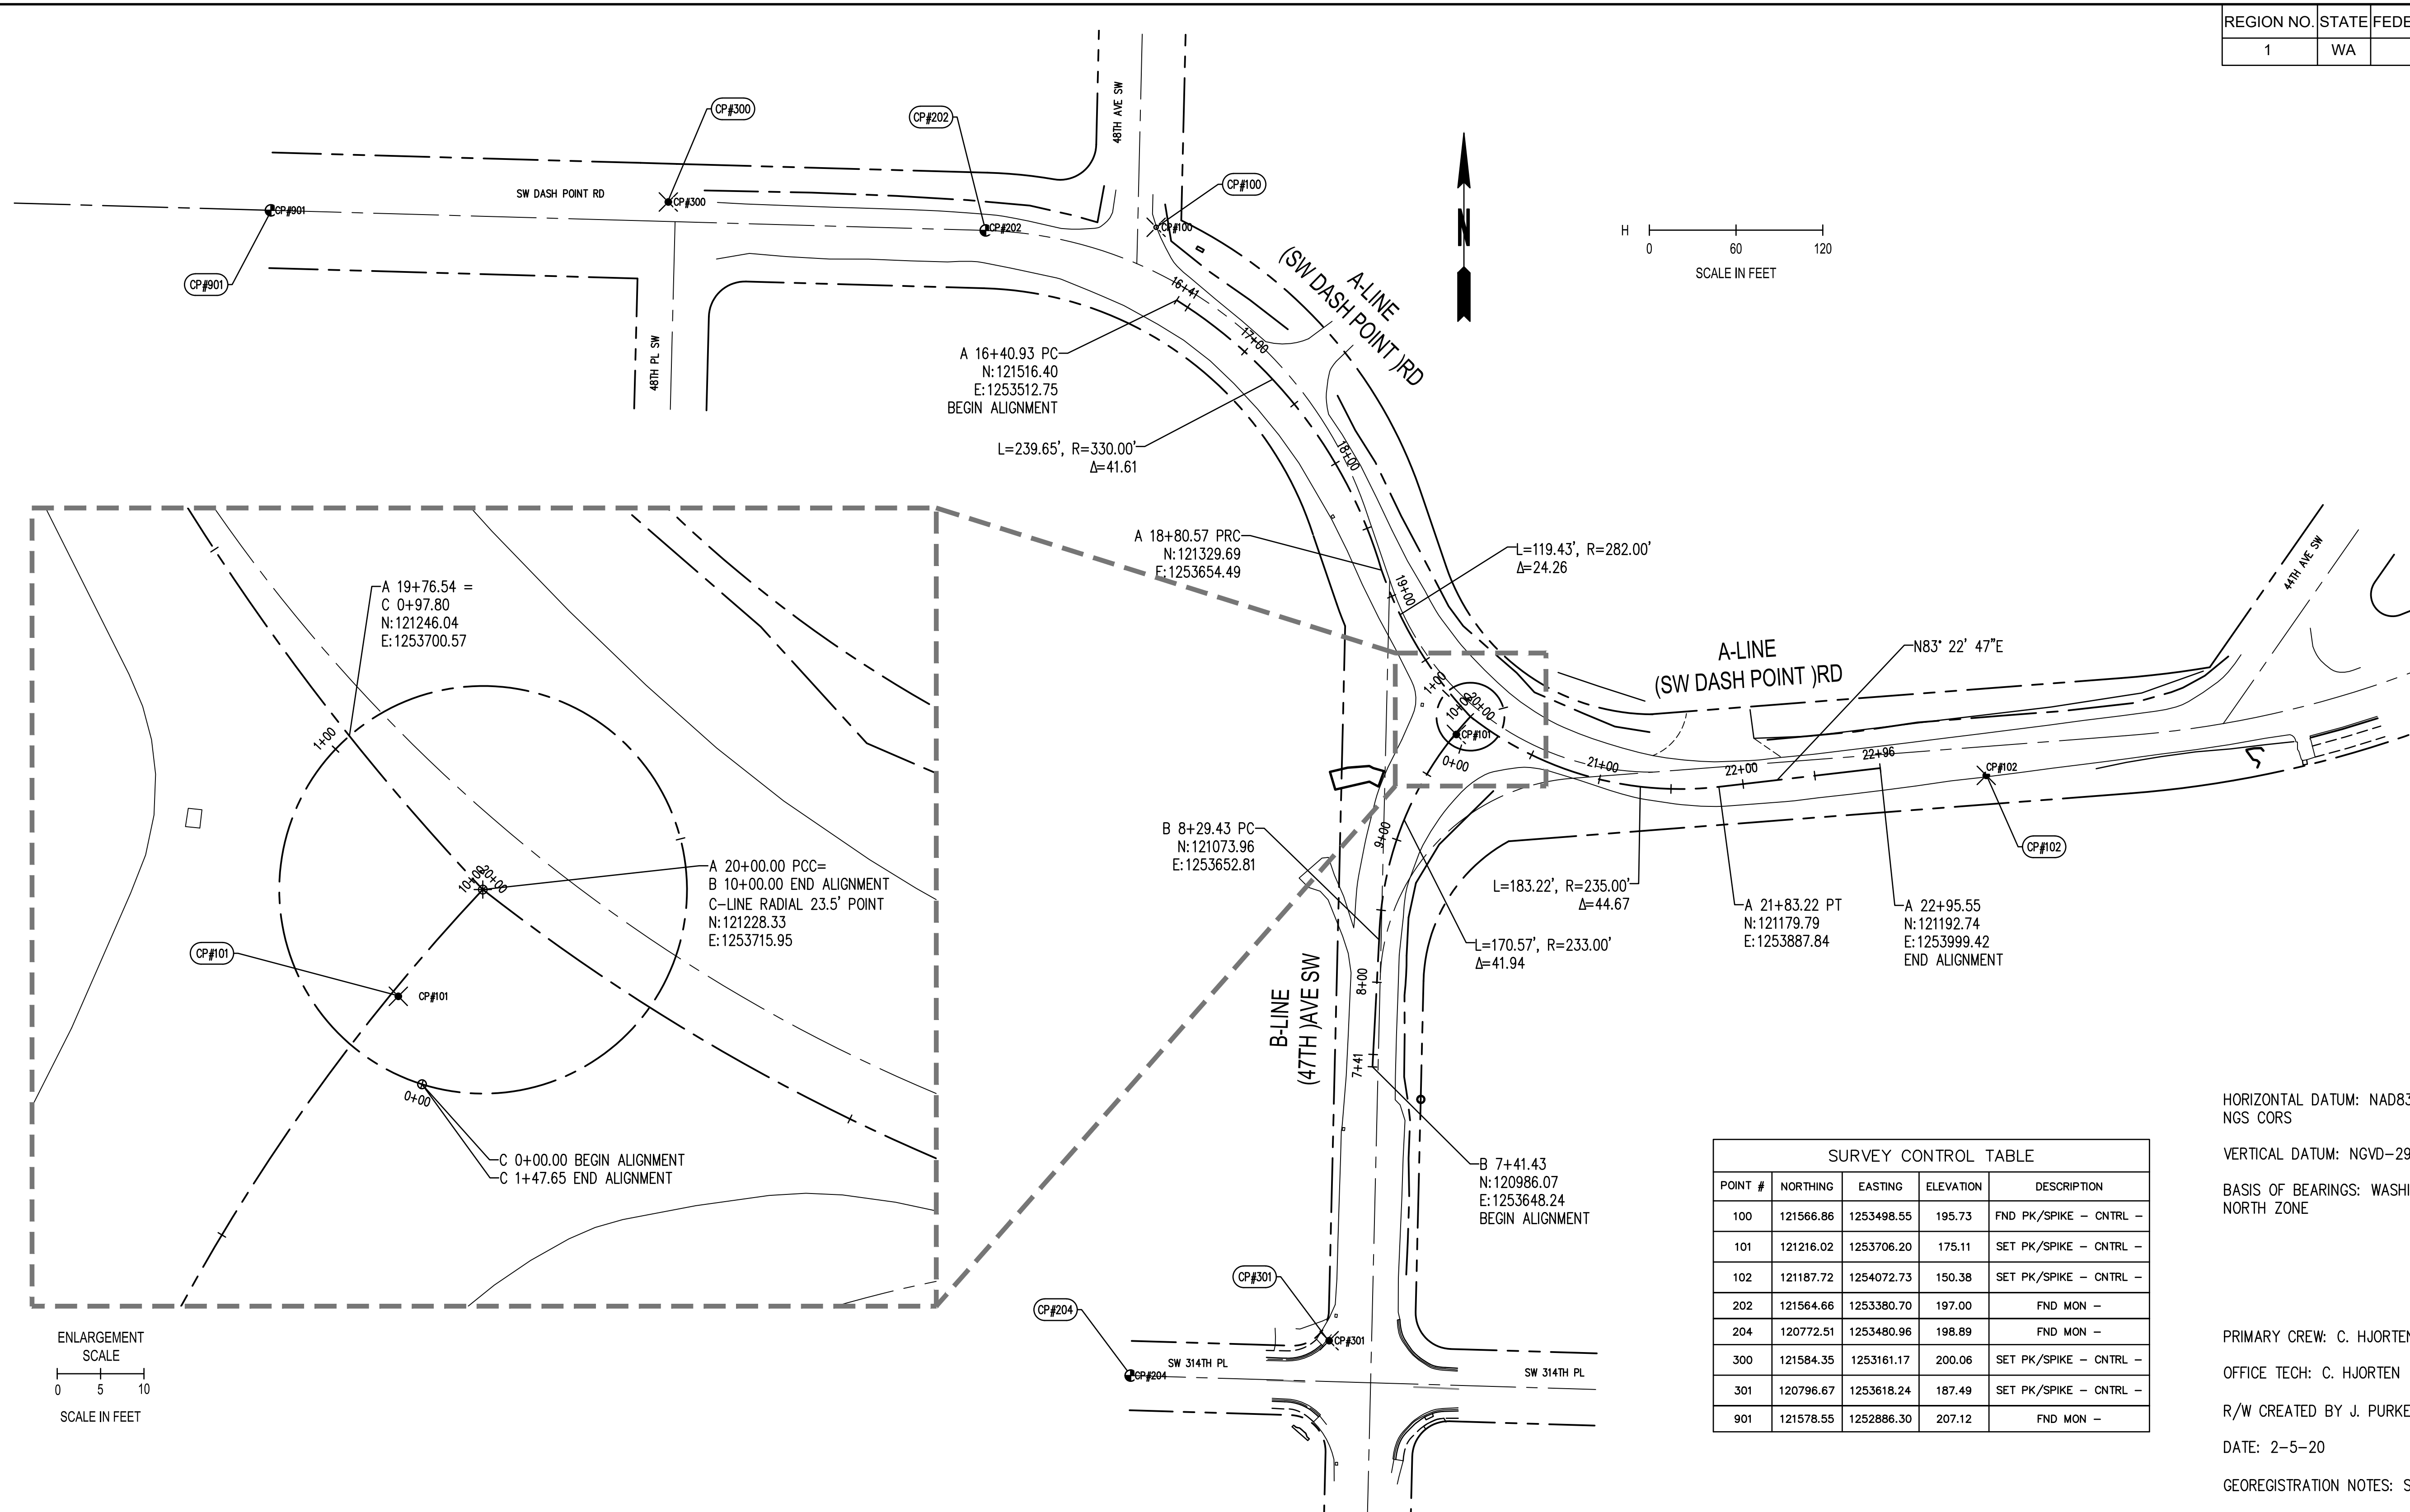 REGION NO. STATE FEDE
1 WA
CP#300
CP#202
48TH AVE SW
CP#100
SW DASH POINT RD
CP#901
CP#300
CP#202
CP#100
CP#901
48TH PL SW
N
H
0 60 120
SCALE IN FEET
A-LINE
(SW DASH POINT )RD
16+41
17+00
18+00
19+00
A 16+40.93 PC
N:121516.40
E:1253512.75
BEGIN ALIGNMENT
L=239.65', R=330.00'
Δ=41.61
A 18+80.57 PRC
N:121329.69
E:1253654.49
L=119.43', R=282.00'
Δ=24.26
44TH AVE SW
A 19+76.54 =
C 0+97.80
N:121246.04
E:1253700.57
1+00
10+00
20+00
A 20+00.00 PCC=
B 10+00.00 END ALIGNMENT
C-LINE RADIAL 23.5' POINT
N:121228.33
E:1253715.95
CP#101
CP#101
0+00
C 0+00.00 BEGIN ALIGNMENT
C 1+47.65 END ALIGNMENT
ENLARGEMENT
SCALE
0 5 10
SCALE IN FEET
A-LINE
(SW DASH POINT )RD
N83° 22' 47"E
1+00
10+00
20+00
CP#101
0+00
21+00
22+00
22+96
CP#102
CP#102
9+00
B 8+29.43 PC
N:121073.96
E:1253652.81
L=183.22', R=235.00'
Δ=44.67
A 21+83.22 PT
N:121179.79
E:1253887.84
A 22+95.55
N:121192.74
E:1253999.42
END ALIGNMENT
L=170.57', R=233.00'
Δ=41.94
B-LINE
(47TH )AVE SW
8+00
7+41
B 7+41.43
N:120986.07
E:1253648.24
BEGIN ALIGNMENT
CP#301
CP#204
CP#301
CP#204
SW 314TH PL
SW 314TH PL
SURVEY CONTROL TABLE
POINT # NORTHING EASTING ELEVATION DESCRIPTION
100 121566.86 1253498.55 195.73 FND PK/SPIKE - CNTRL -
101 121216.02 1253706.20 175.11 SET PK/SPIKE - CNTRL -
102 121187.72 1254072.73 150.38 SET PK/SPIKE - CNTRL -
202 121564.66 1253380.70 197.00 FND MON -
204 120772.51 1253480.96 198.89 FND MON -
300 121584.35 1253161.17 200.06 SET PK/SPIKE - CNTRL -
301 120796.67 1253618.24 187.49 SET PK/SPIKE - CNTRL -
901 121578.55 1252886.30 207.12 FND MON -
HORIZONTAL DATUM: NAD83
NGS CORS
VERTICAL DATUM: NGVD-29
BASIS OF BEARINGS: WASHI
NORTH ZONE
PRIMARY CREW: C. HJORTEN
OFFICE TECH: C. HJORTEN
R/W CREATED BY J. PURKE
DATE: 2-5-20
GEOREGISTRATION NOTES: S